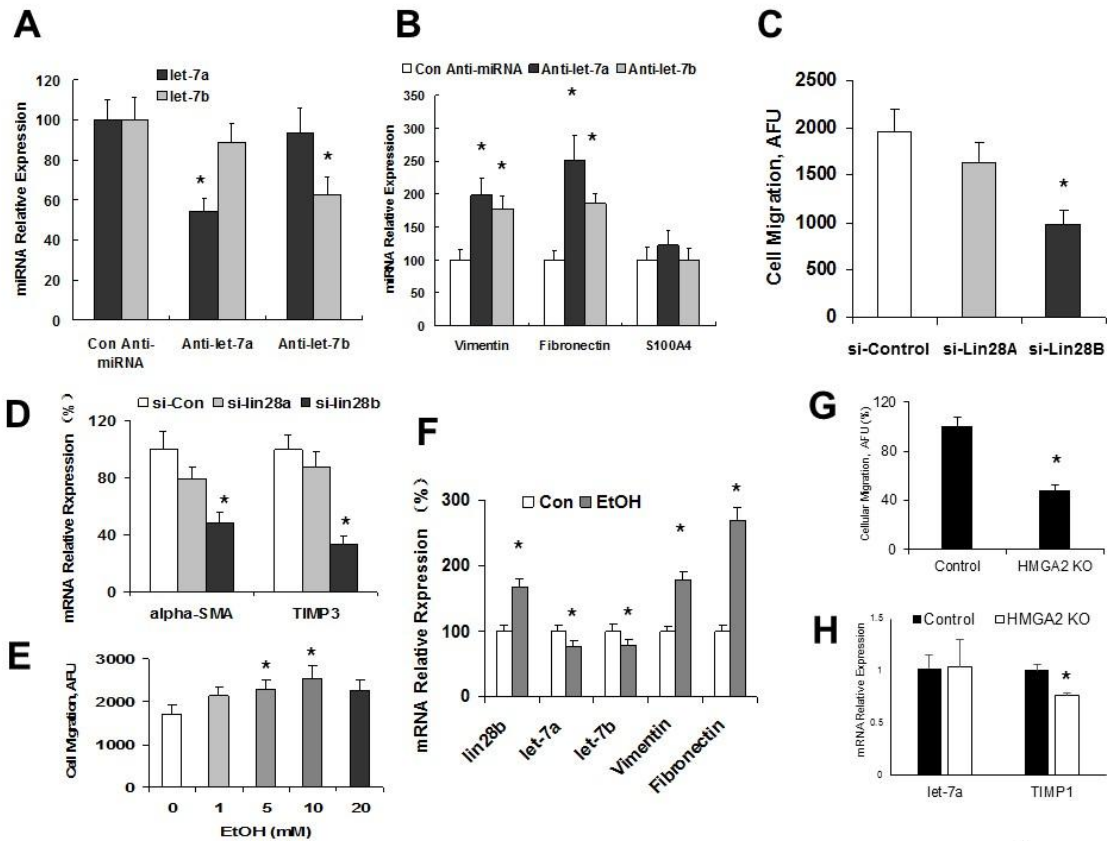 A
let-7a
let-7b
miRNA Relative Expression
120
100
80
60
40
20
0
*
*
Con Anti-
miRNA
Anti-let-7a
Anti-let-7b
B
Con Anti-miRNA
Anti-let-7a
Anti-let-7b
miRNA Relative Expression
350
300
250
200
150
100
50
0
*
*
*
*
Vimentin
Fibronectin
S100A4
C
Cell Migration, AFU
2500
2000
1500
1000
500
0
*
si-Control
si-Lin28A
si-Lin28B
D
si-Con
si-lin28a
si-lin28b
mRNA Relative Rxpression (%)
120
80
40
0
*
*
alpha-SMA
TIMP3
E
Cell Migration, AFU
3000
2000
1000
0
*
*
0
1
5
10
20
EtOH (mM)
F
Con
EtOH
mRNA Relative Rxpression (%)
300
200
100
0
*
*
*
*
*
lin28b
let-7a
let-7b
Vimentin
Fibronectin
G
Cellular Migration, AFU (%)
120
80
40
0
*
Control
HMGA2 KO
H
Control
HMGA2 KO
mRNA Relative Expression
1.5
1
0.5
0
*
let-7a
TIMP1